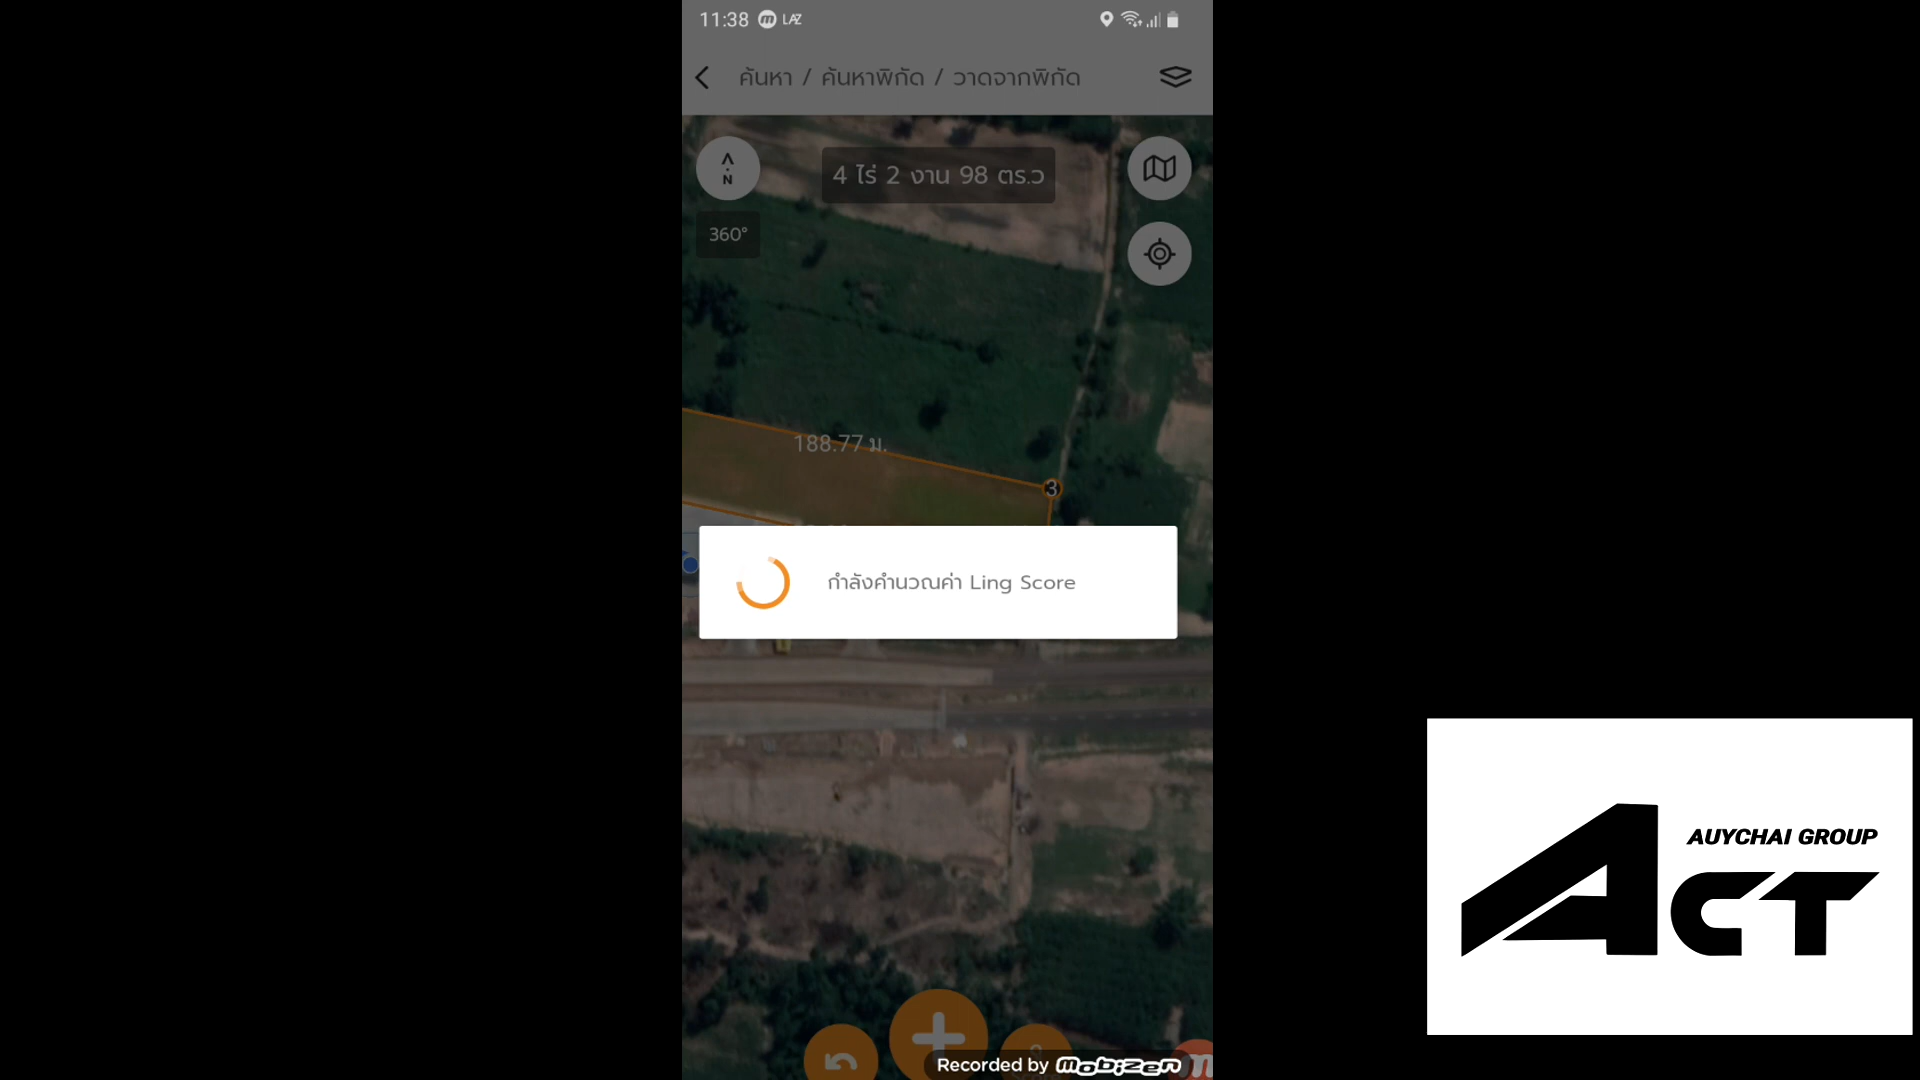 11:38 LAZ
ค้นหา / ค้นหาพิกัด / วาดจากพิกัด
N
4 ไร่ 2 งาน 98 ตร.ว
360°
188.77 ม.
3
กำลังคำนวณค่า Ling Score
AUYCHAI GROUP
ACT
Recorded by Mobizen